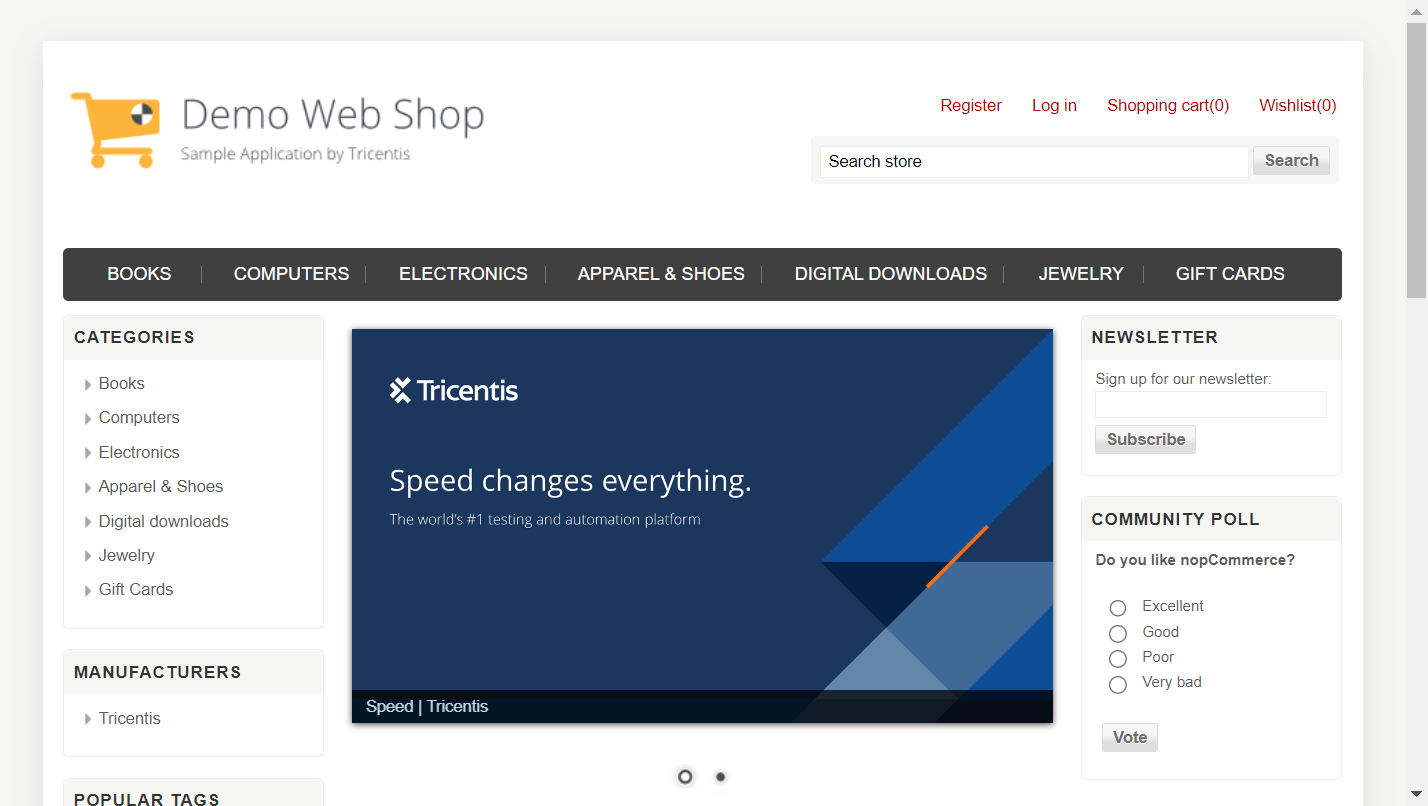 Demo Web Shop
Sample Application by Tricentis
Register Log in Shopping cart(0) Wishlist(0)
Search store Search
BOOKS COMPUTERS ELECTRONICS APPAREL & SHOES DIGITAL DOWNLOADS JEWELRY GIFT CARDS
CATEGORIES
Books
Computers
Electronics
Apparel & Shoes
Digital downloads
Jewelry
Gift Cards
MANUFACTURERS
Tricentis
POPULAR TAGS
Tricentis
Speed changes everything.
The world's #1 testing and automation platform
Speed | Tricentis
NEWSLETTER
Sign up for our newsletter:
Subscribe
COMMUNITY POLL
Do you like nopCommerce?
Excellent
Good
Poor
Very bad
Vote